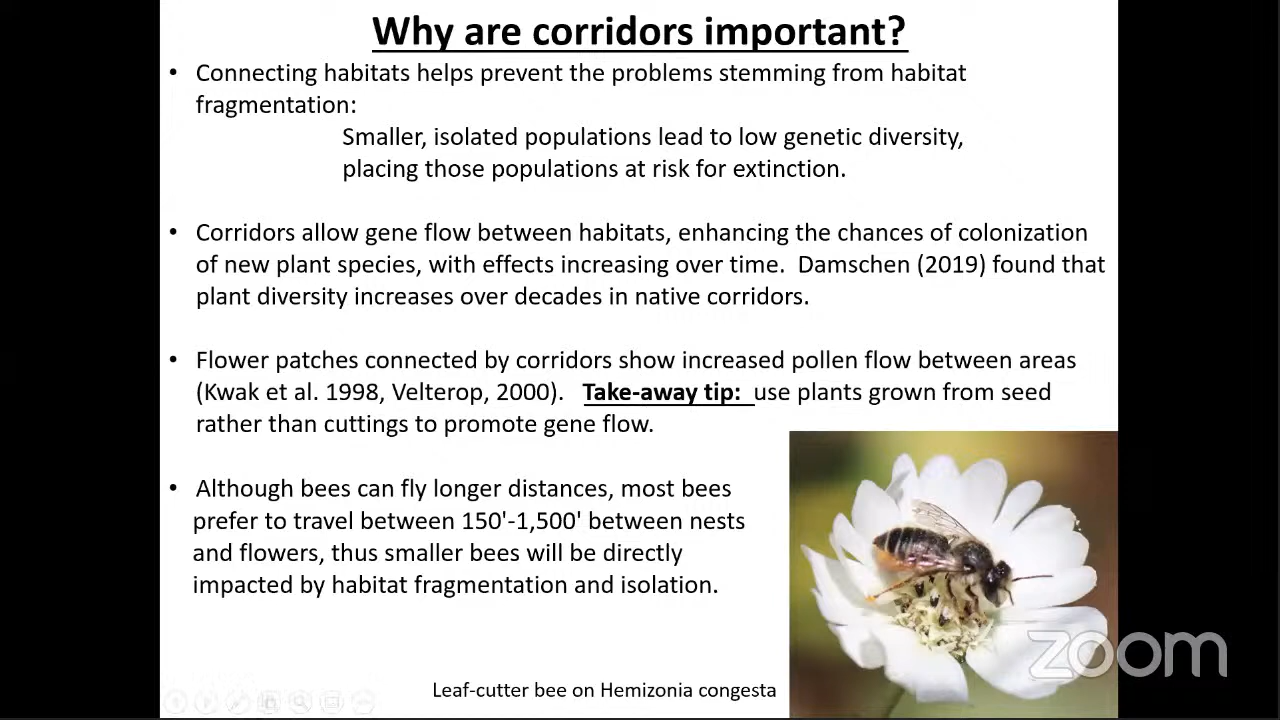 Why are corridors important?
• Connecting habitats helps prevent the problems stemming from habitat
fragmentation:
Smaller, isolated populations lead to low genetic diversity,
placing those populations at risk for extinction.
• Corridors allow gene flow between habitats, enhancing the chances of colonization
of new plant species, with effects increasing over time.  Damschen (2019) found that
plant diversity increases over decades in native corridors.
• Flower patches connected by corridors show increased pollen flow between areas
(Kwak et al. 1998, Velterop, 2000).   Take-away tip:  use plants grown from seed
rather than cuttings to promote gene flow.
• Although bees can fly longer distances, most bees
prefer to travel between 150'-1,500' between nests
and flowers, thus smaller bees will be directly
impacted by habitat fragmentation and isolation.
zoom
Leaf-cutter bee on Hemizonia congesta